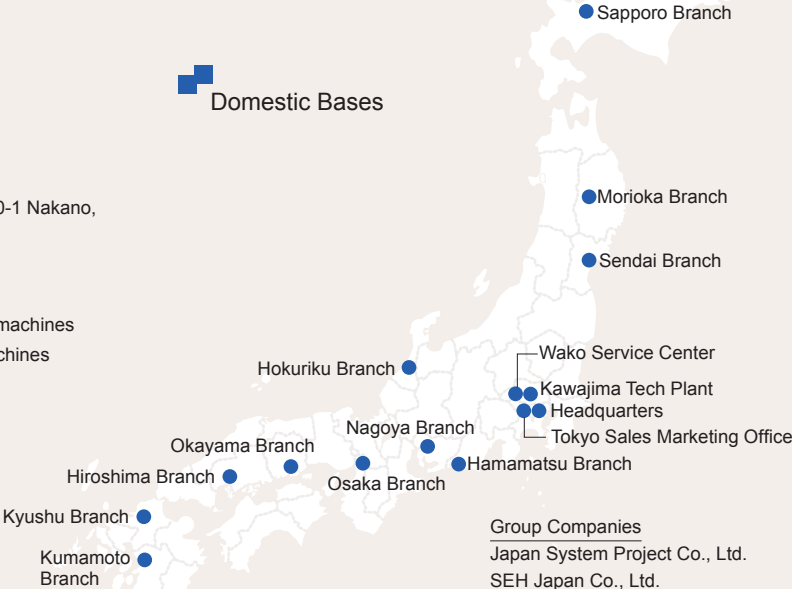 Sapporo Branch
Domestic Bases
Morioka Branch
0-1 Nakano,
Sendai Branch
machines
chines
Wako Service Center
Hokuriku Branch
Kawajima Tech Plant
Headquarters
Nagoya Branch
Tokyo Sales Marketing Office
Okayama Branch
Hamamatsu Branch
Hiroshima Branch
Osaka Branch
Kyushu Branch
Group Companies
Kumamoto
Branch
Japan System Project Co., Ltd.
SEH Japan Co., Ltd.